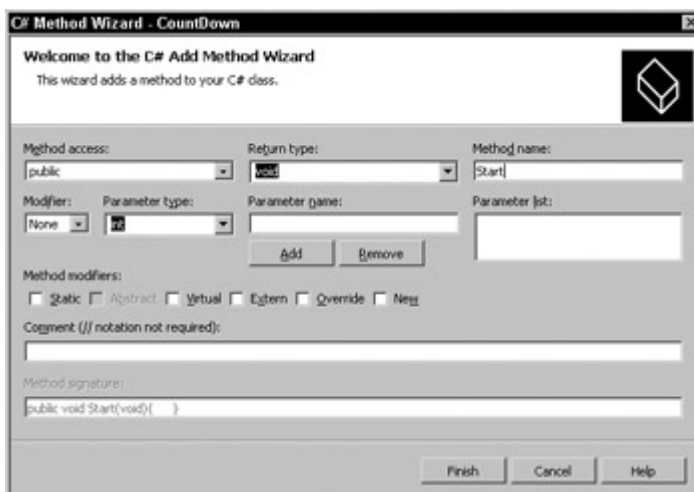 C# Method Wizard - CountDown
Welcome to the C# Add Method Wizard
This wizard adds a method to your C# class.
Method access: Return type: Method name:
public void Start
Modifier: Parameter type: Parameter name: Parameter list:
None int
Add Remove
Method modifiers:
Static Abstract Virtual Extern Override New
Comment (// notation not required):
Method signature:
public void Start(void){ }
Finish Cancel Help